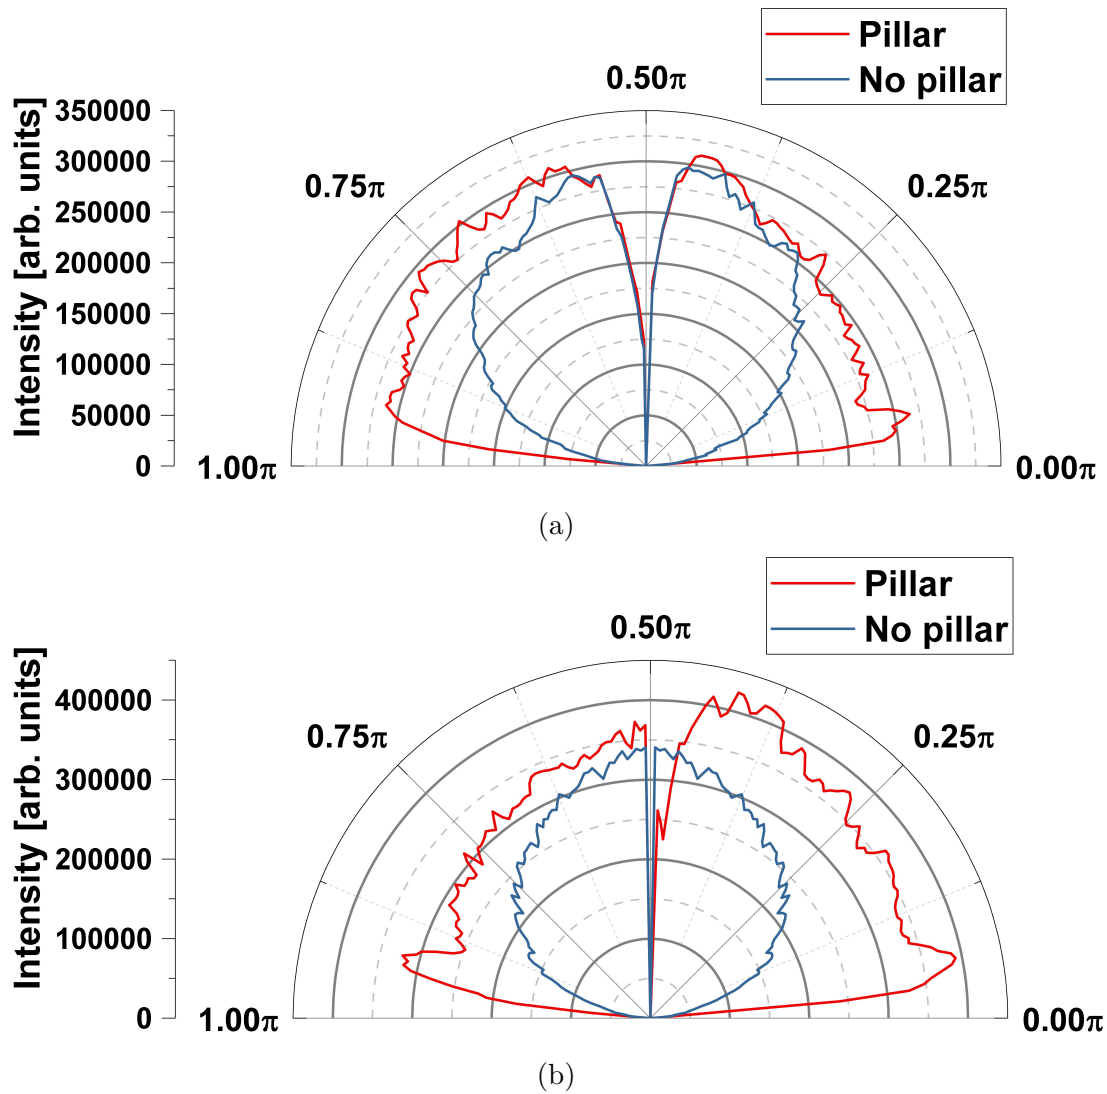 Pillar
No pillar
0.50π
Intensity [arb. units]
350000
300000
250000
200000
150000
100000
50000
0
0.75π
0.25π
1.00π
0.00π
(a)
Pillar
No pillar
0.50π
Intensity [arb. units]
400000
300000
200000
100000
0
0.75π
0.25π
1.00π
0.00π
(b)